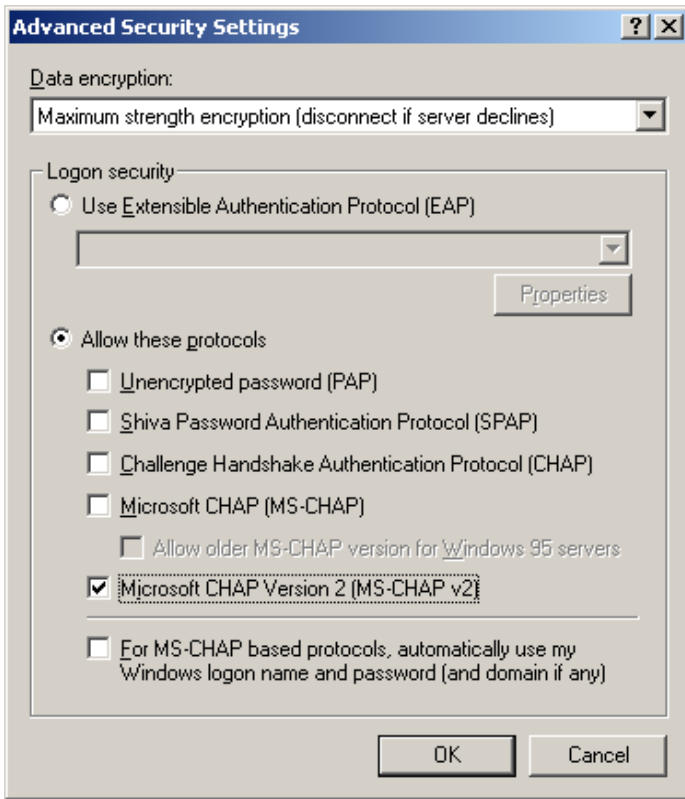 Advanced Security Settings
Data encryption:
Maximum strength encryption (disconnect if server declines)
Logon security
Use Extensible Authentication Protocol (EAP)
Properties
Allow these protocols
Unencrypted password (PAP)
Shiva Password Authentication Protocol (SPAP)
Challenge Handshake Authentication Protocol (CHAP)
Microsoft CHAP (MS-CHAP)
Allow older MS-CHAP version for Windows 95 servers
Microsoft CHAP Version 2 (MS-CHAP v2)
For MS-CHAP based protocols, automatically use my
Windows logon name and password (and domain if any)
OK Cancel